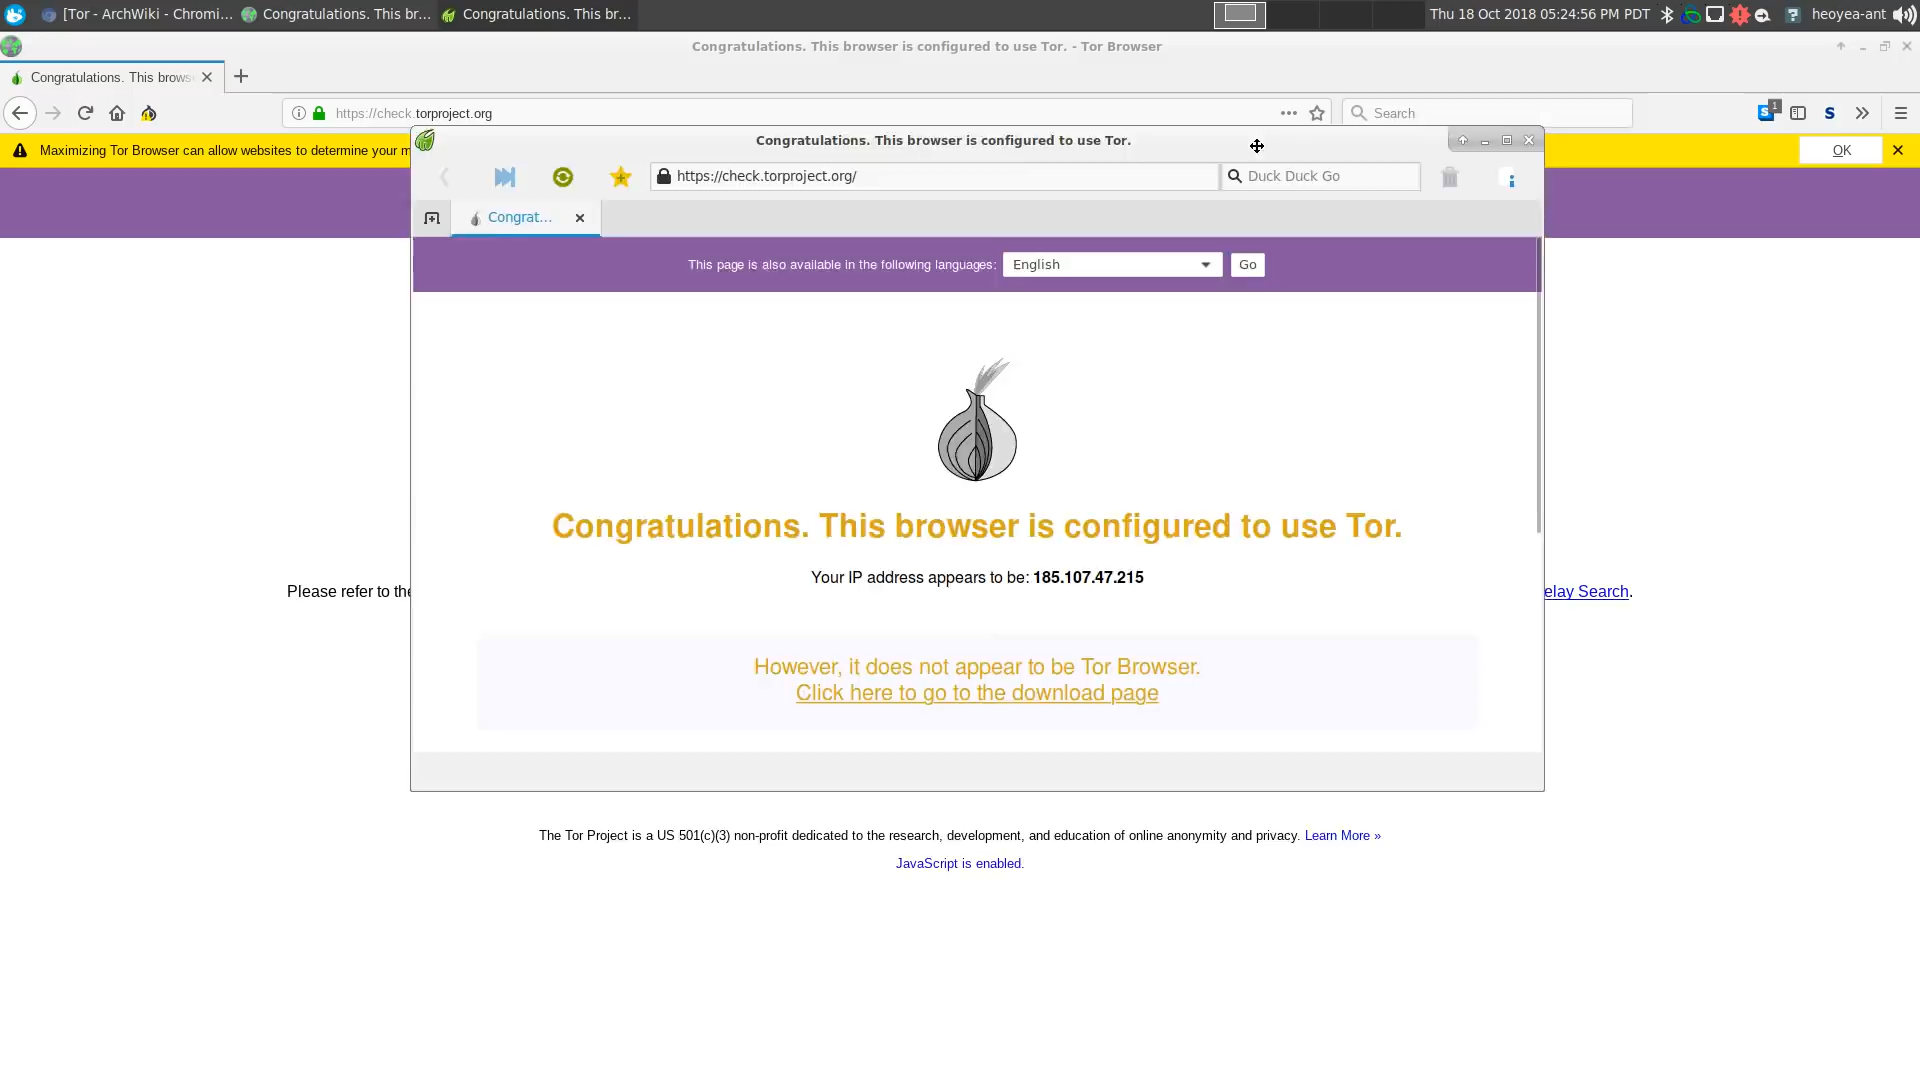 [Tor - ArchWiki - Chromi...
Congratulations. This br...
Congratulations. This br...
Thu 18 Oct 2018 05:24:56 PM PDT
heoyea-ant
Congratulations. This browser is configured to use Tor. - Tor Browser
Congratulations. This brows
https://check.torproject.org
Search
1
S
Maximizing Tor Browser can allow websites to determine your m
OK
Congratulations. This browser is configured to use Tor.
https://check.torproject.org/
Duck Duck Go
Congrat...
This page is also available in the following languages:
English
Go
Congratulations. This browser is configured to use Tor.
Your IP address appears to be: 185.107.47.215
Please refer to the
elay Search.
However, it does not appear to be Tor Browser.
Click here to go to the download page
The Tor Project is a US 501(c)(3) non-profit dedicated to the research, development, and education of online anonymity and privacy. Learn More »
JavaScript is enabled.